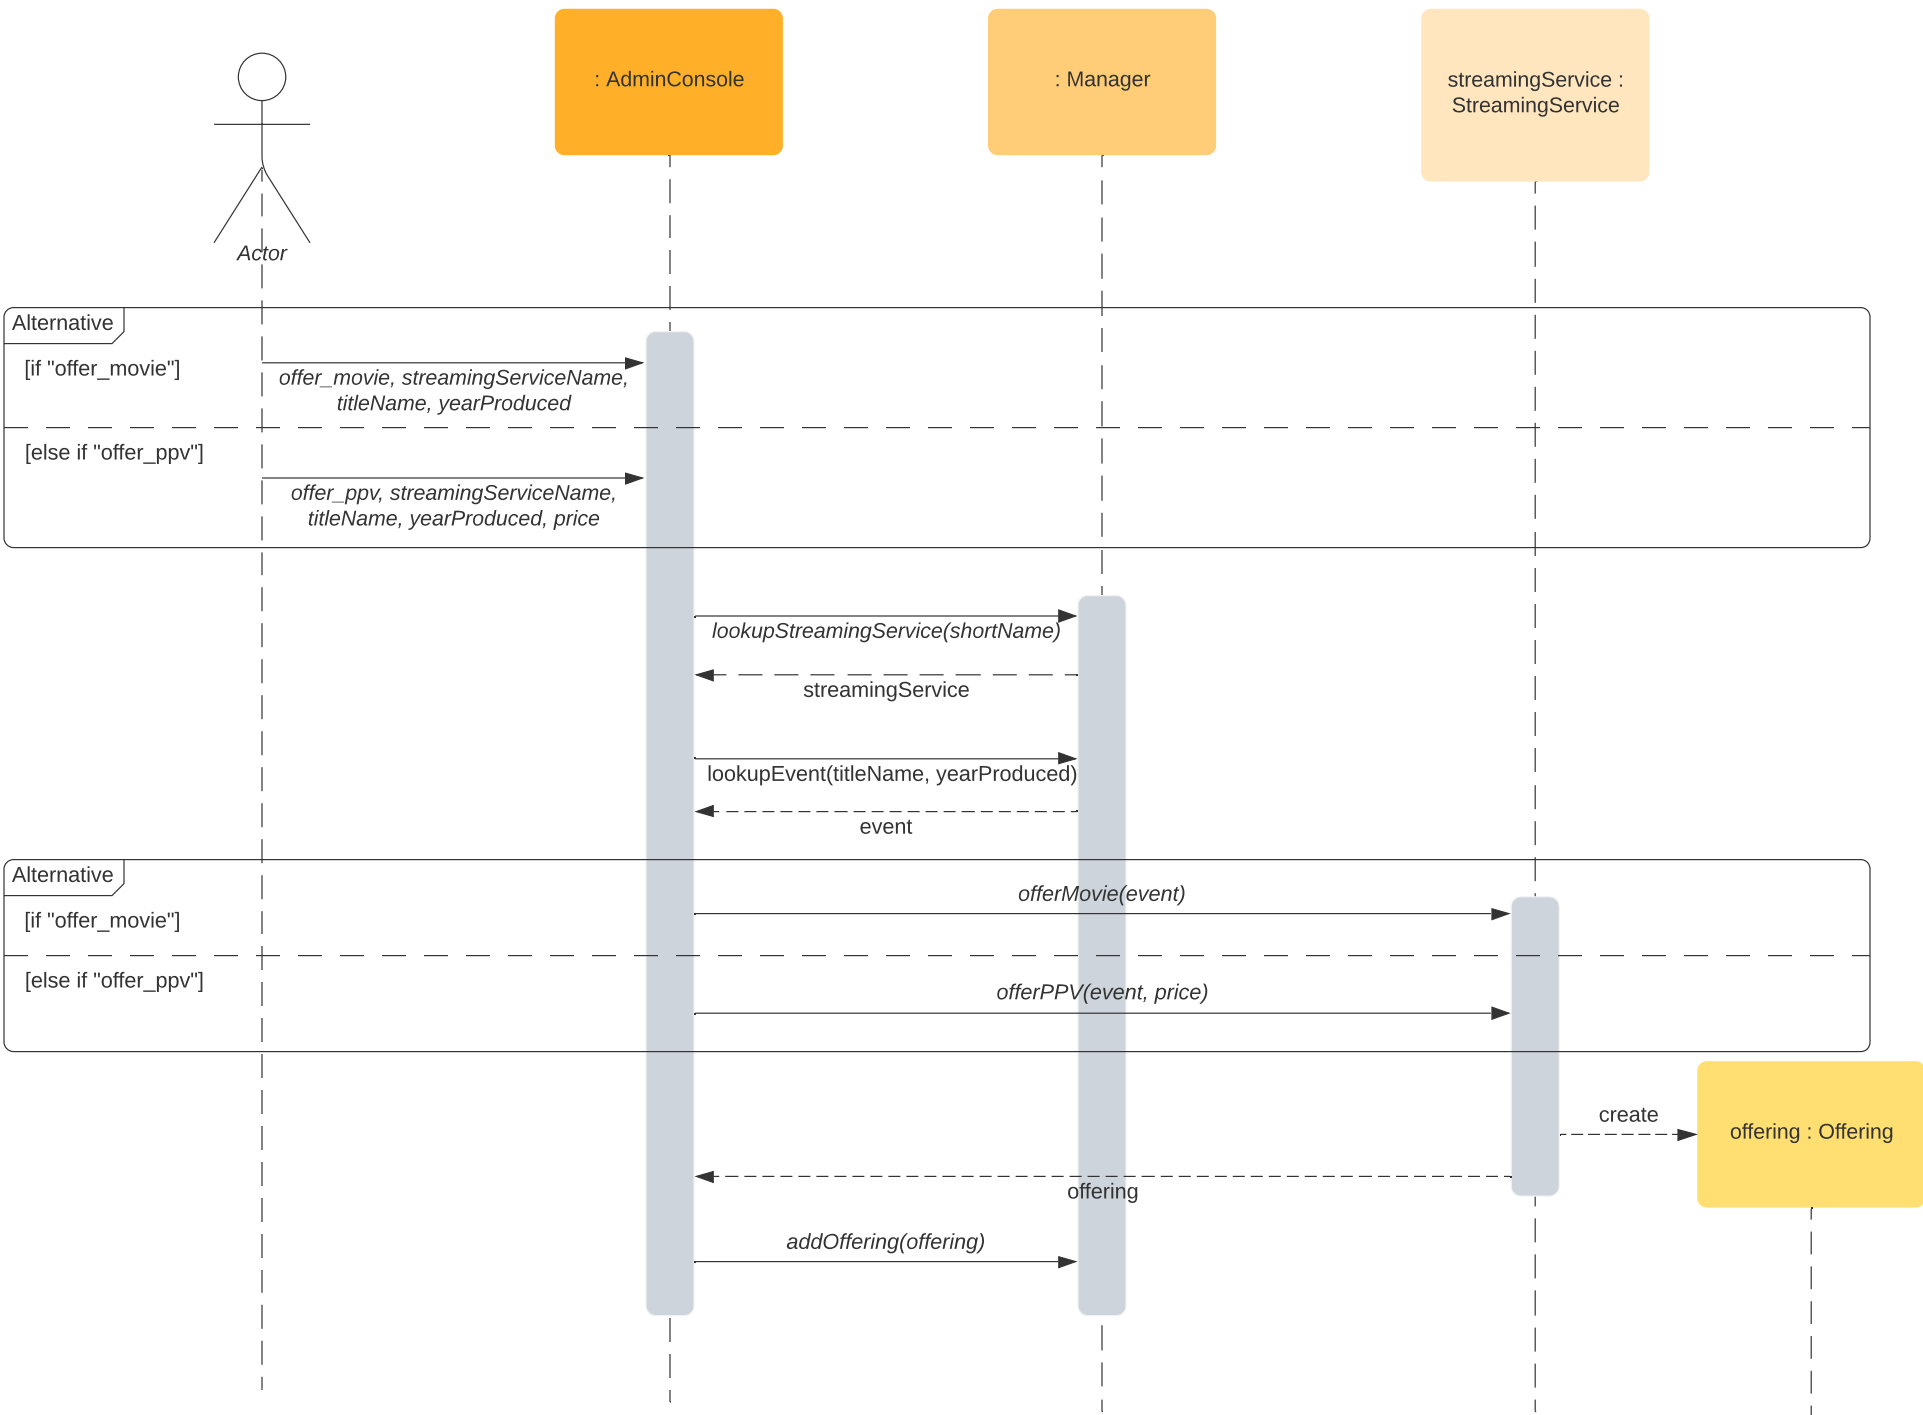 : AdminConsole
: Manager
streamingService :
StreamingService
Actor
Alternative
[if "offer_movie"]
offer_movie, streamingServiceName,
titleName, yearProduced
[else if "offer_ppv"]
offer_ppv, streamingServiceName,
titleName, yearProduced, price
lookupStreamingService(shortName)
streamingService
lookupEvent(titleName, yearProduced)
event
Alternative
offerMovie(event)
[if "offer_movie"]
[else if "offer_ppv"]
offerPPV(event, price)
create
offering : Offering
offering
addOffering(offering)